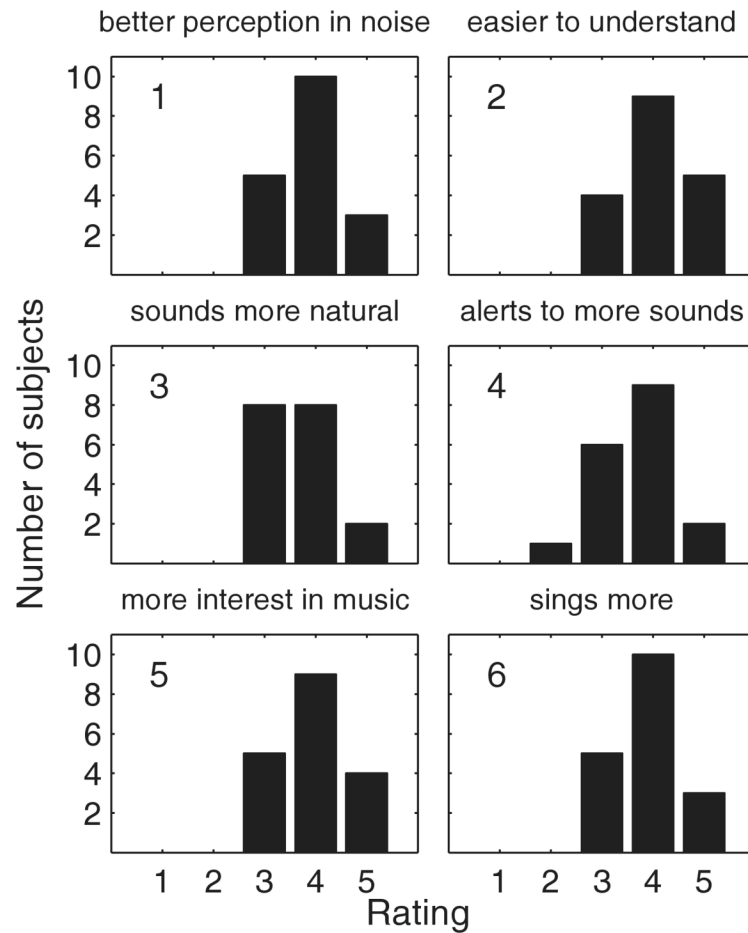 better perception in noise
easier to understand
10
8
6
4
2
1
2
sounds more natural
alerts to more sounds
10
8
6
4
2
3
4
more interest in music
sings more
10
8
6
4
2
5
6
1 2 3 4 5
1 2 3 4 5
Number of subjects
Rating